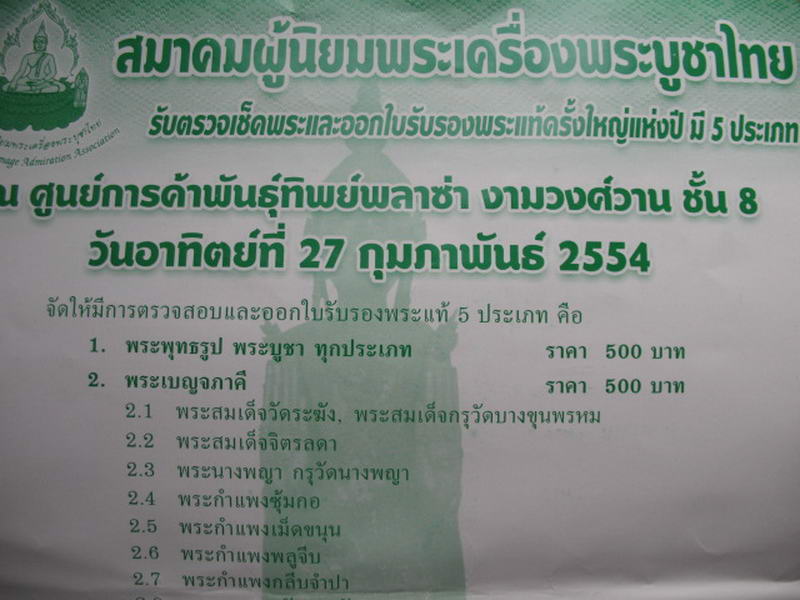 สมาคมผู้นิยมพระเครื่องพระบูชาไทย
รับตรวจเช็คพระและออกใบรับรองพระแท้ครั้งใหญ่แห่งปี มี 5 ประเภท
Admiration Association
ณ ศูนย์การค้าพันธุ์ทิพย์พลาซ่า งามวงศ์วาน ชั้น 8
วันอาทิตย์ที่ 27 กุมภาพันธ์ 2554
จัดให้มีการตรวจสอบและออกใบรับรองพระแท้ 5 ประเภท คือ
1. พระพุทธรูป พระบูชา ทุกประเภท ราคา 500 บาท
2. พระเบญจภาคี ราคา 500 บาท
2.1 พระสมเด็จวัดระฆัง, พระสมเด็จกรุวัดบางขุนพรหม
2.2 พระสมเด็จจิตรลดา
2.3 พระนางพญา กรุวัดนางพญา
2.4 พระกำแพงซุ้มกอ
2.5 พระกำแพงเม็ดขนุน
2.6 พระกำแพงพลูจีบ
2.7 พระกำแพงกลีบจำปา